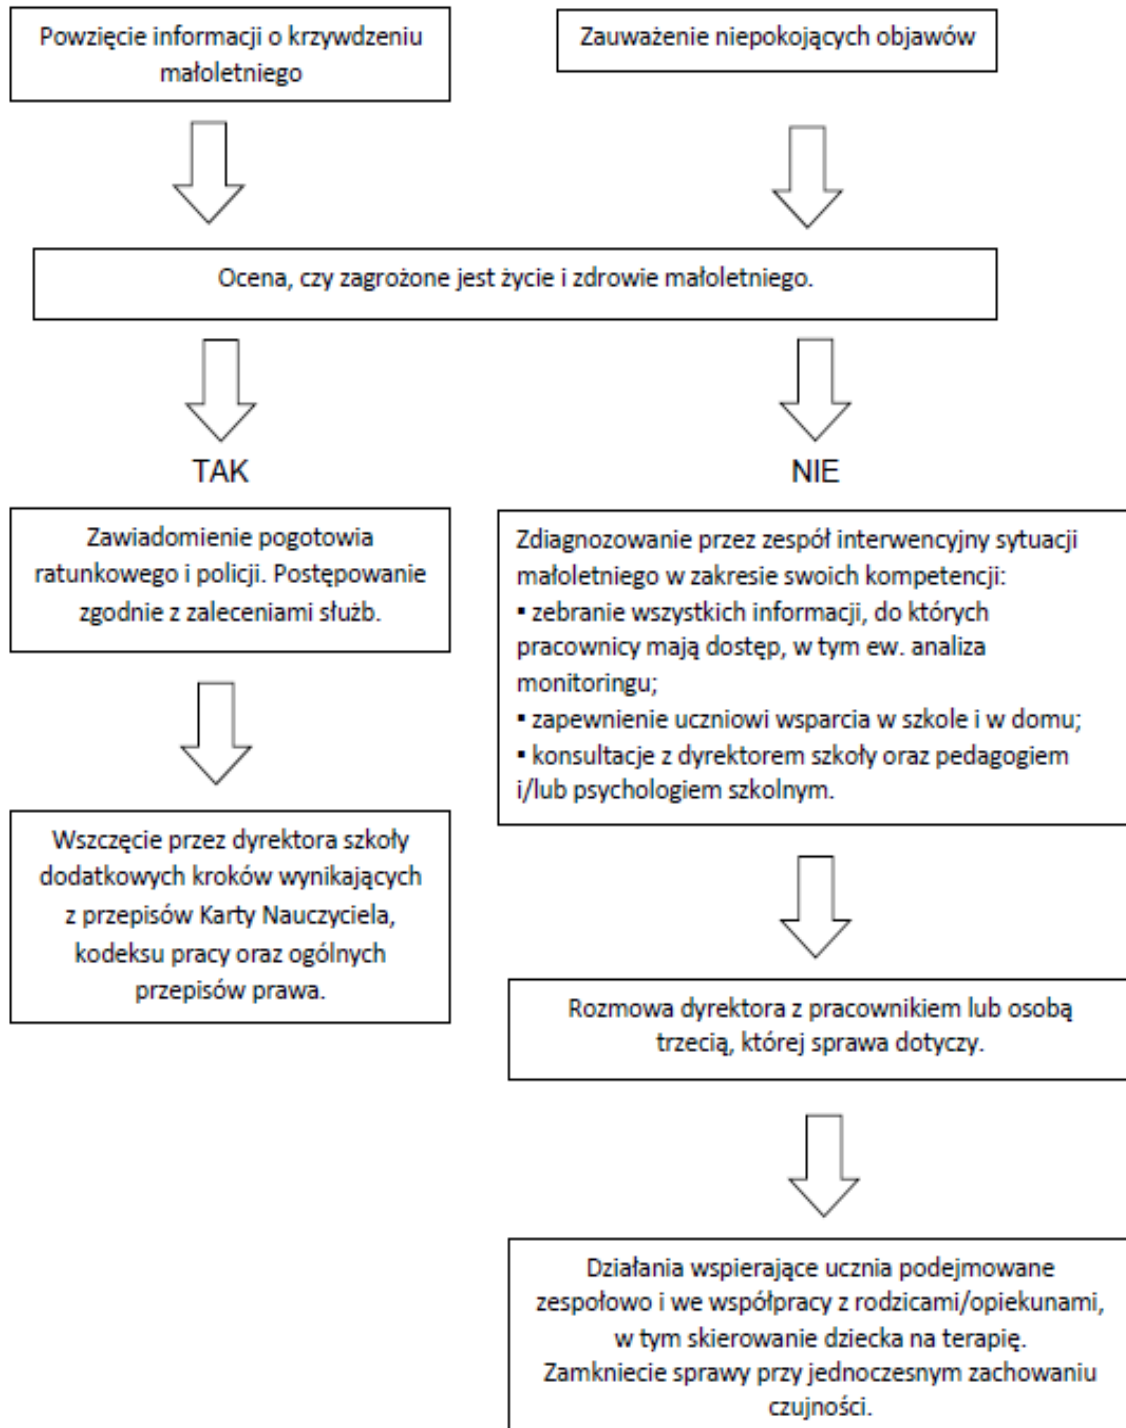 Powzięcie informacji o krzywdzeniu
małoletniego
Zauważenie niepokojących objawów
Ocena, czy zagrożone jest życie i zdrowie małoletniego.
TAK
NIE
Zawiadomienie pogotowia
ratunkowego i policji. Postępowanie
zgodnie z zaleceniami służb.
Zdiagnozowanie przez zespół interwencyjny sytuacji
małoletniego w zakresie swoich kompetencji:
▪ zebranie wszystkich informacji, do których
pracownicy mają dostęp, w tym ew. analiza
monitoringu;
▪ zapewnienie uczniowi wsparcia w szkole i w domu;
▪ konsultacje z dyrektorem szkoły oraz pedagogiem
i/lub psychologiem szkolnym.
Wszczęcie przez dyrektora szkoły
dodatkowych kroków wynikających
z przepisów Karty Nauczyciela,
kodeksu pracy oraz ogólnych
przepisów prawa.
Rozmowa dyrektora z pracownikiem lub osobą
trzecią, której sprawa dotyczy.
Działania wspierające ucznia podejmowane
zespołowo i we współpracy z rodzicami/opiekunami,
w tym skierowanie dziecka na terapię.
Zamkniecie sprawy przy jednoczesnym zachowaniu
czujności.